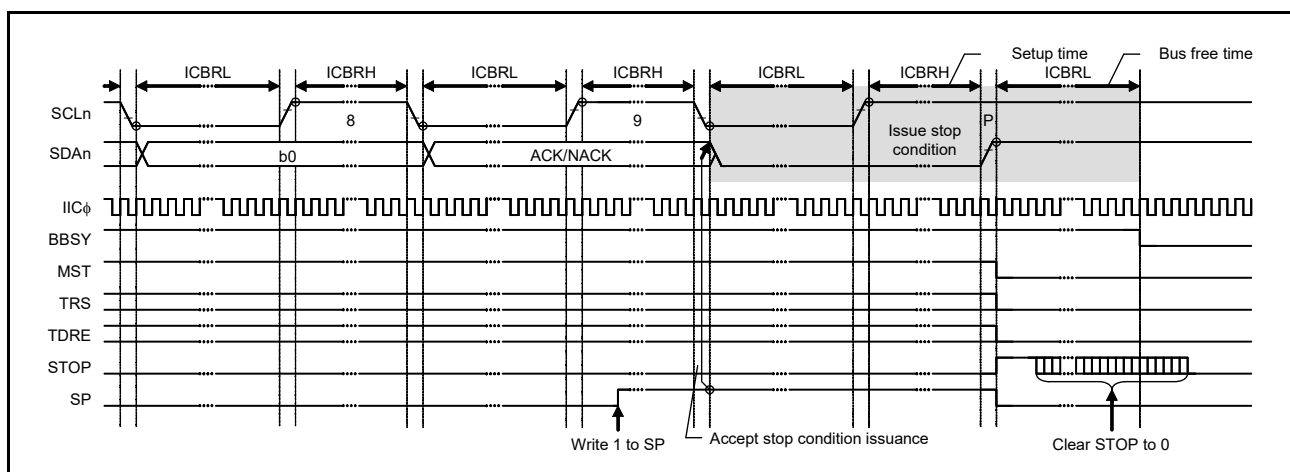 Setup time
Bus free time
ICBRL ICBRH ICBRL ICBRH ICBRL ICBRH ICBRL
SCLn
8 9
Issue stop
condition
P
SDAn
b0 ACK/NACK
IICϕ
BBSY
MST
TRS
TDRE
STOP
SP
Write 1 to SP
Accept stop condition issuance
Clear STOP to 0